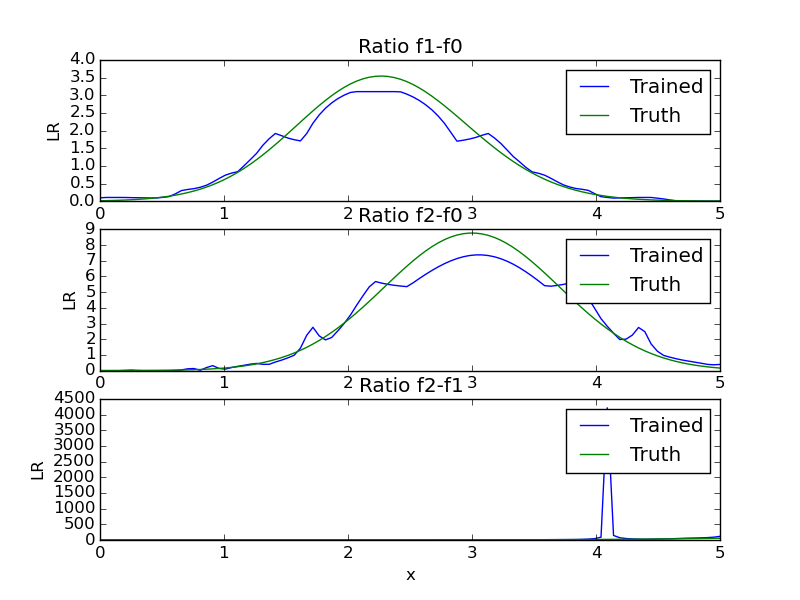 Ratio f1-f0
4.0
3.5
3.0
2.5
2.0
1.5
1.0
0.5
0.0
LR
Trained
Truth
0 1 2 3 4 5
Ratio f2-f0
9
8
7
6
5
4
3
2
1
0
LR
Trained
Truth
0 1 2 3 4 5
Ratio f2-f1
4500
4000
3500
3000
2500
2000
1500
1000
500
0
LR
Trained
Truth
0 1 2 3 4 5
x